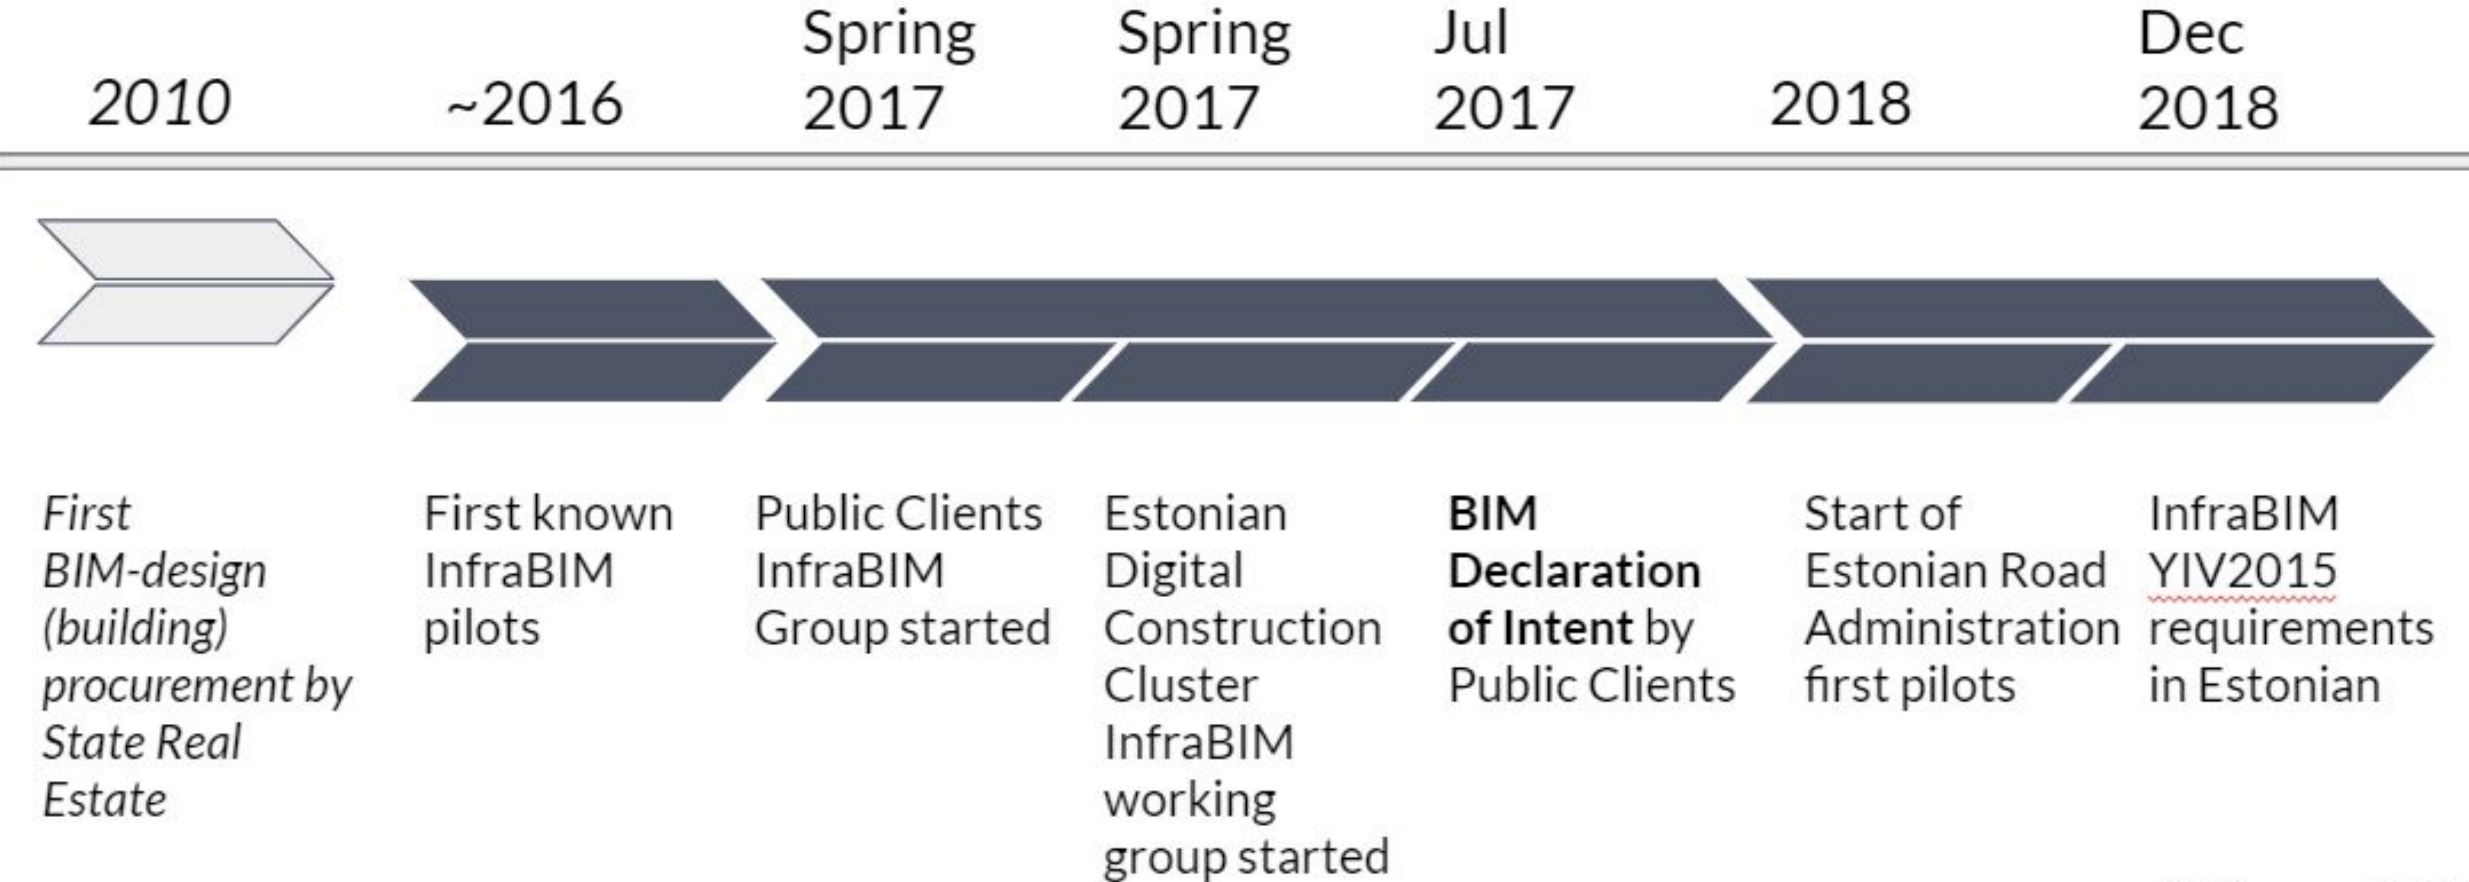 2010
~2016
Spring
2017
Spring
2017
Jul
2017
2018
Dec
2018
First
BIM-design
(building)
procurement by
State Real
Estate
First known
InfraBIM
pilots
Public Clients
InfraBIM
Group started
Estonian
Digital
Construction
Cluster
InfraBIM
working
group started
BIM
Declaration
of Intent by
Public Clients
Start of
Estonian Road
Administration
first pilots
InfraBIM
YIV2015
requirements
in Estonian